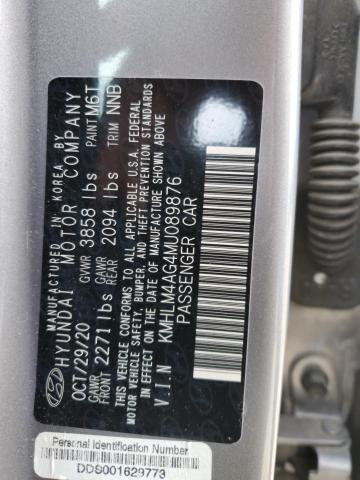 MANUFACTURED IN KOREA BY
HYUNDAI MOTOR COMPANY
OCT/29/20 GVWR 3858 lbs PAINT M6T
GAWR FRONT 2271 lbs GAWR REAR 2094 lbs TRIM NNB
THIS VEHICLE CONFORMS TO ALL APPLICABLE U.S.A. FEDERAL
MOTOR VEHICLE SAFETY, BUMPER, AND THEFT PREVENTION STANDARDS
IN EFFECT ON THE DATE OF MANUFACTURE SHOWN ABOVE.
V.I.N KMHLM4AG4MU089876
PASSENGER CAR
Personal Identification Number
DDS001629773